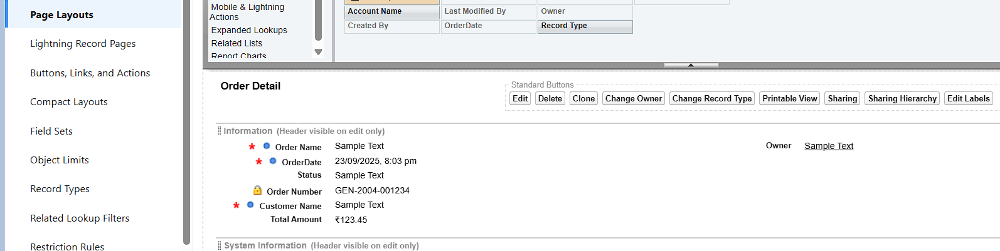 Page Layouts
Lightning Record Pages
Buttons, Links, and Actions
Compact Layouts
Field Sets
Object Limits
Record Types
Related Lookup Filters
Restriction Rules
Mobile & Lightning
Actions
Expanded Lookups
Related Lists
Report Charts
Account Name Last Modified By Owner
Created By OrderDate Record Type
Order Detail
Standard Buttons
Edit Delete Clone Change Owner Change Record Type Printable View Sharing Sharing Hierarchy Edit Labels
Information (Header visible on edit only)
* Order Name Sample Text Owner Sample Text
* OrderDate 23/09/2025, 8:03 pm
Status Sample Text
Order Number GEN-2004-001234
* Customer Name Sample Text
Total Amount ₹123.45
System Information (Header visible on edit only)